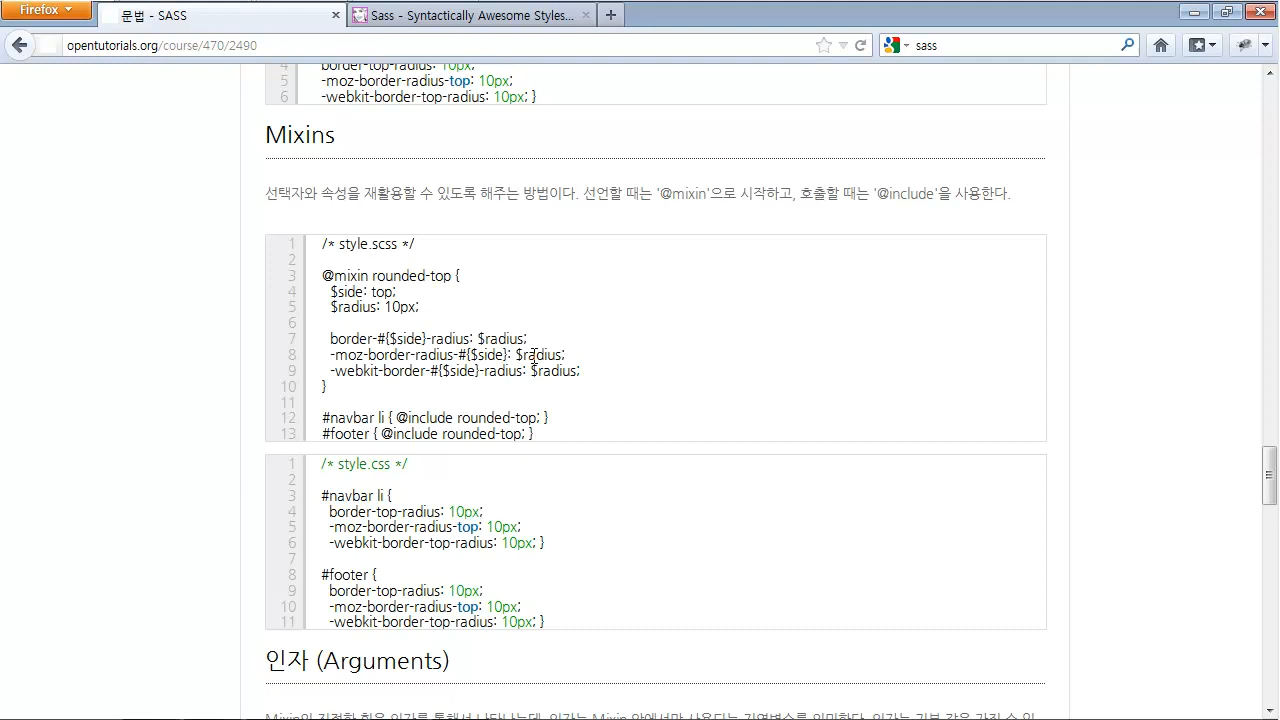 Firefox
문법 - SASS
Sass - Syntactically Awesome Styles...
opentutorials.org/course/470/2490
sass
4 border-top-radius: 10px;
5 -moz-border-radius-top: 10px;
6 -webkit-border-top-radius: 10px; }
Mixins
선택자와 속성을 재활용할 수 있도록 해주는 방법이다. 선언할 때는 '@mixin'으로 시작하고, 호출할 때는 '@include'을 사용한다.
1 /* style.scss */
2
3 @mixin rounded-top {
4 $side: top;
5 $radius: 10px;
6
7 border-#{$side}-radius: $radius;
8 -moz-border-radius-#{$side}: $radius;
9 -webkit-border-#{$side}-radius: $radius;
10 }
11
12 #navbar li { @include rounded-top; }
13 #footer { @include rounded-top; }
1 /* style.css */
2
3 #navbar li {
4 border-top-radius: 10px;
5 -moz-border-radius-top: 10px;
6 -webkit-border-top-radius: 10px; }
7
8 #footer {
9 border-top-radius: 10px;
10 -moz-border-radius-top: 10px;
11 -webkit-border-top-radius: 10px; }
인자 (Arguments)